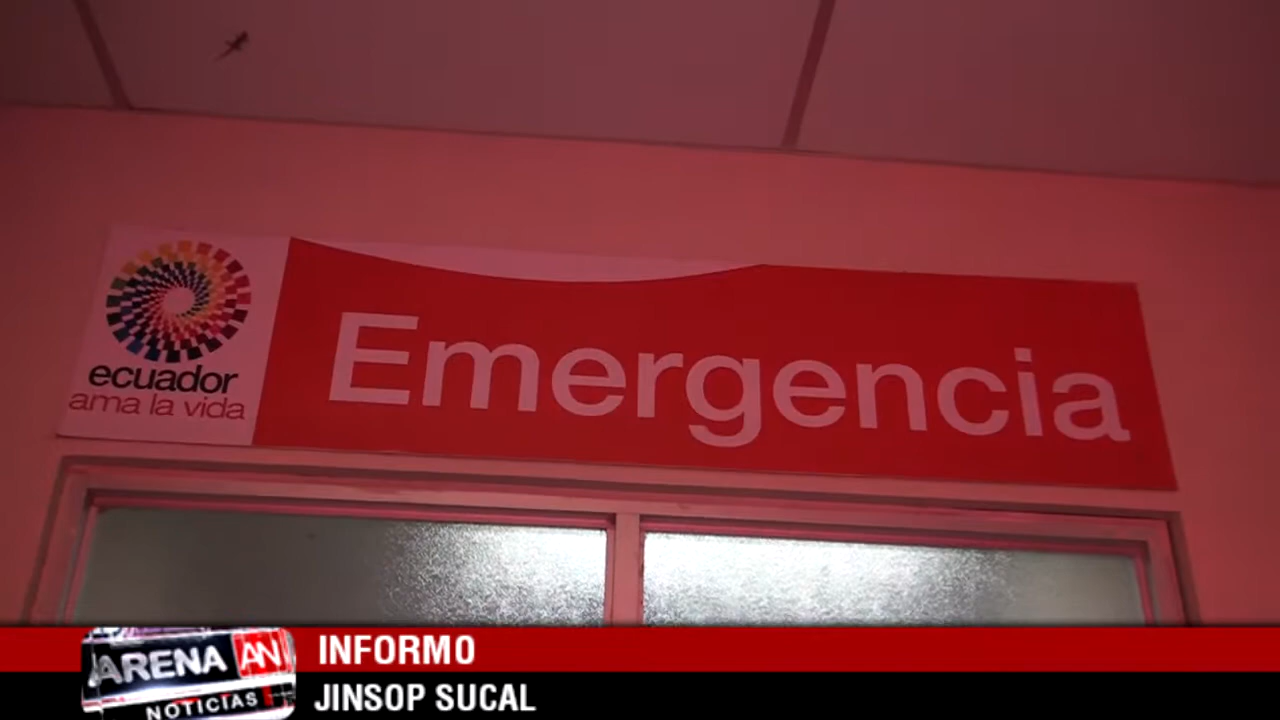 ecuador
ama la vida
Emergencia
ARENA AN
NOTICIAS
INFORMO
JINSOP SUCAL